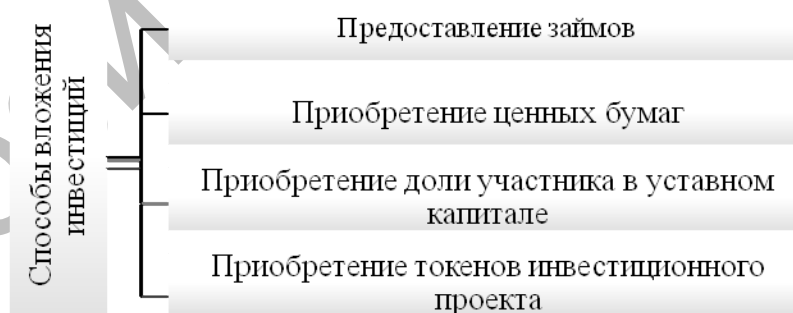 Способы вложения
инвестиций
Предоставление займов
Приобретение ценных бумаг
Приобретение доли участника в уставном
капитале
Приобретение токенов инвестиционного
проекта